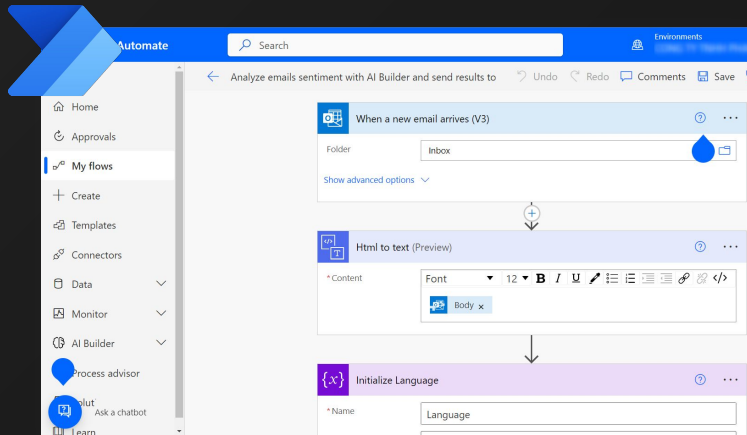 Automate
Search
Environments
Analyze emails sentiment with AI Builder and send results to
Undo
Redo
Comments
Save
Home
Approvals
My flows
Create
Templates
Connectors
Data
Monitor
AI Builder
Process advisor
Ask a chatbot
Learn
When a new email arrives (V3)
Folder
Inbox
Show advanced options
Html to text (Preview)
*Content
Font
12
B I U
</>
Body ×
{x} Initialize Language
*Name
Language